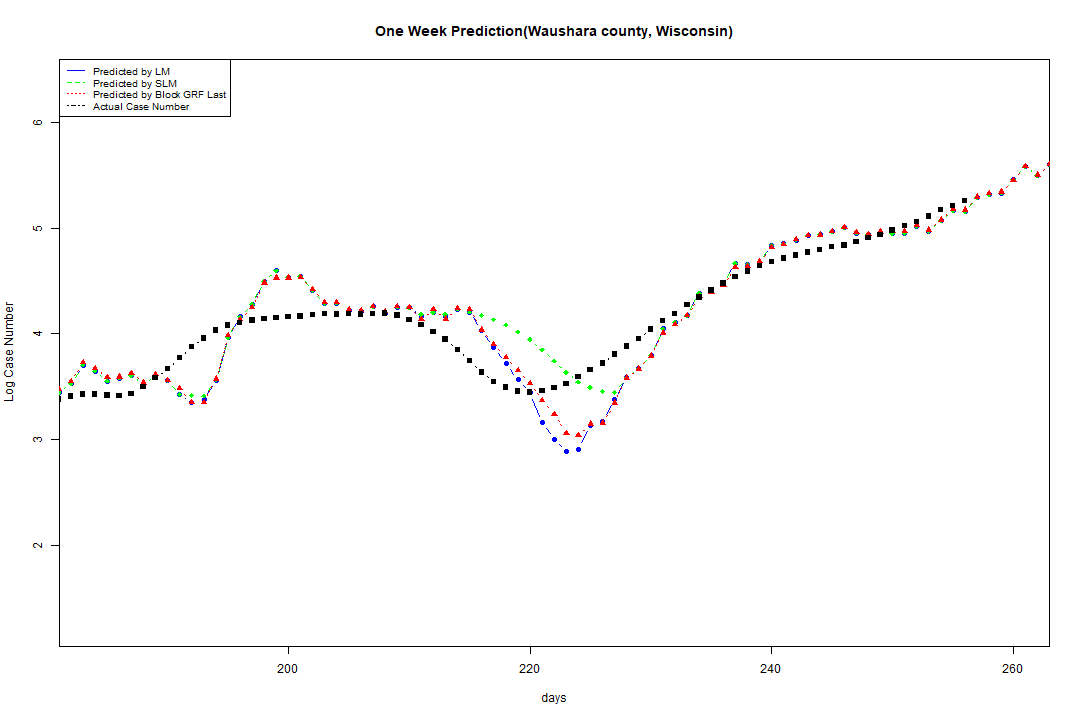 One Week Prediction(Waushara county, Wisconsin)
Predicted by LM
Predicted by SLM
Predicted by Block GRF Last
Actual Case Number
6
5
4
3
2
Log Case Number
200
220
240
260
days